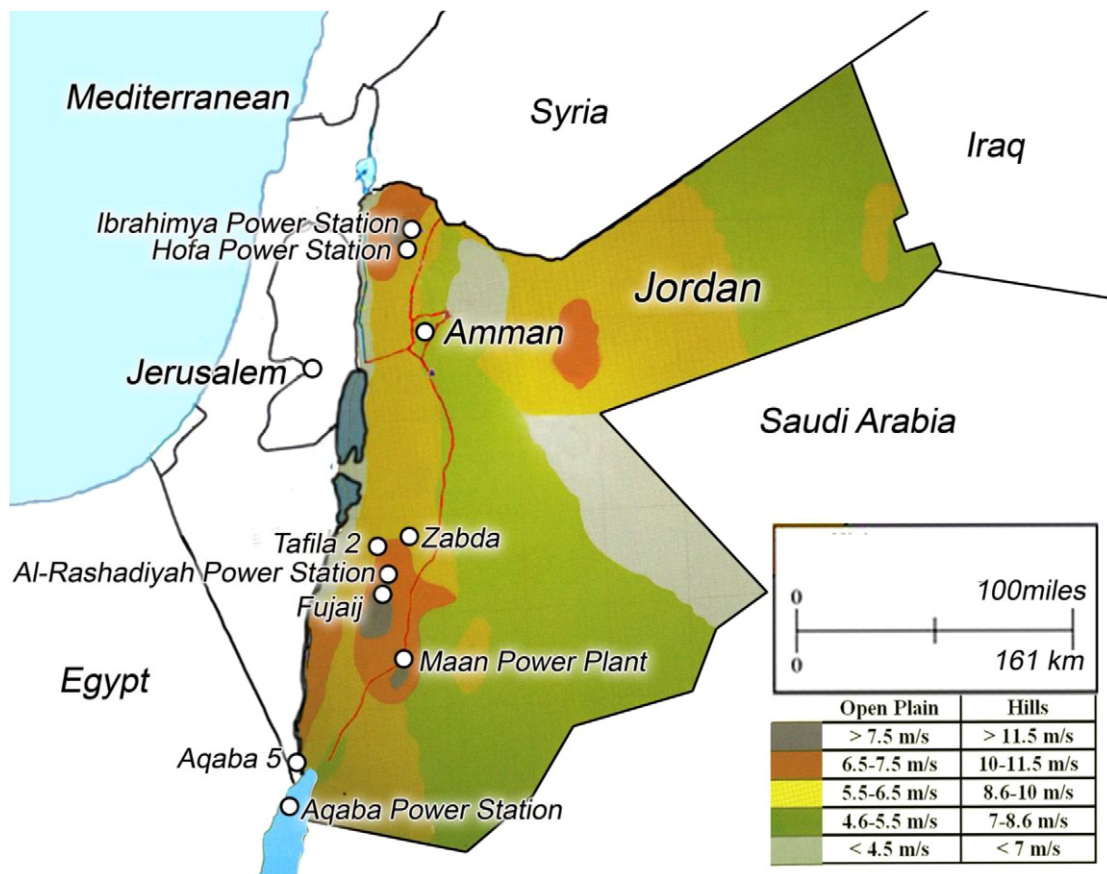 Mediterranean
Syria
Iraq
Ibrahimya Power Station
Hofa Power Station
Jordan
Amman
Jerusalem
Saudi Arabia
Zabda
Tafila 2
Al-Rashadiyah Power Station
Fujaij
Maan Power Plant
Egypt
Aqaba 5
Aqaba Power Station
0 100miles
0 161 km
Open Plain Hills
> 7.5 m/s > 11.5 m/s
6.5-7.5 m/s 10-11.5 m/s
5.5-6.5 m/s 8.6-10 m/s
4.6-5.5 m/s 7-8.6 m/s
< 4.5 m/s < 7 m/s